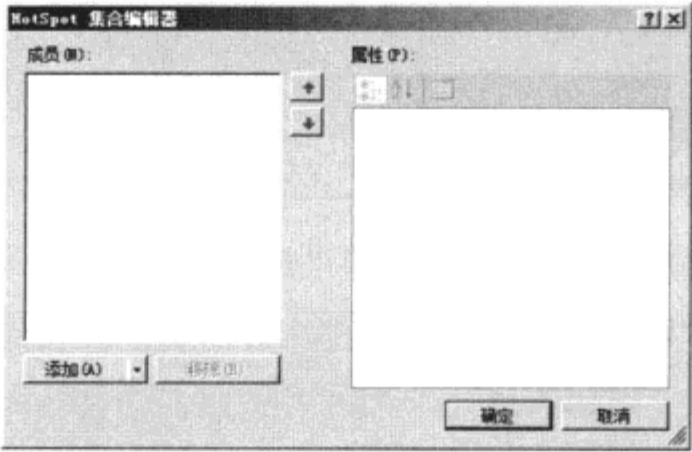 HotSpot 集合编辑器
成员(M):
属性(P):
添加(A)
移除(R)
确定
取消